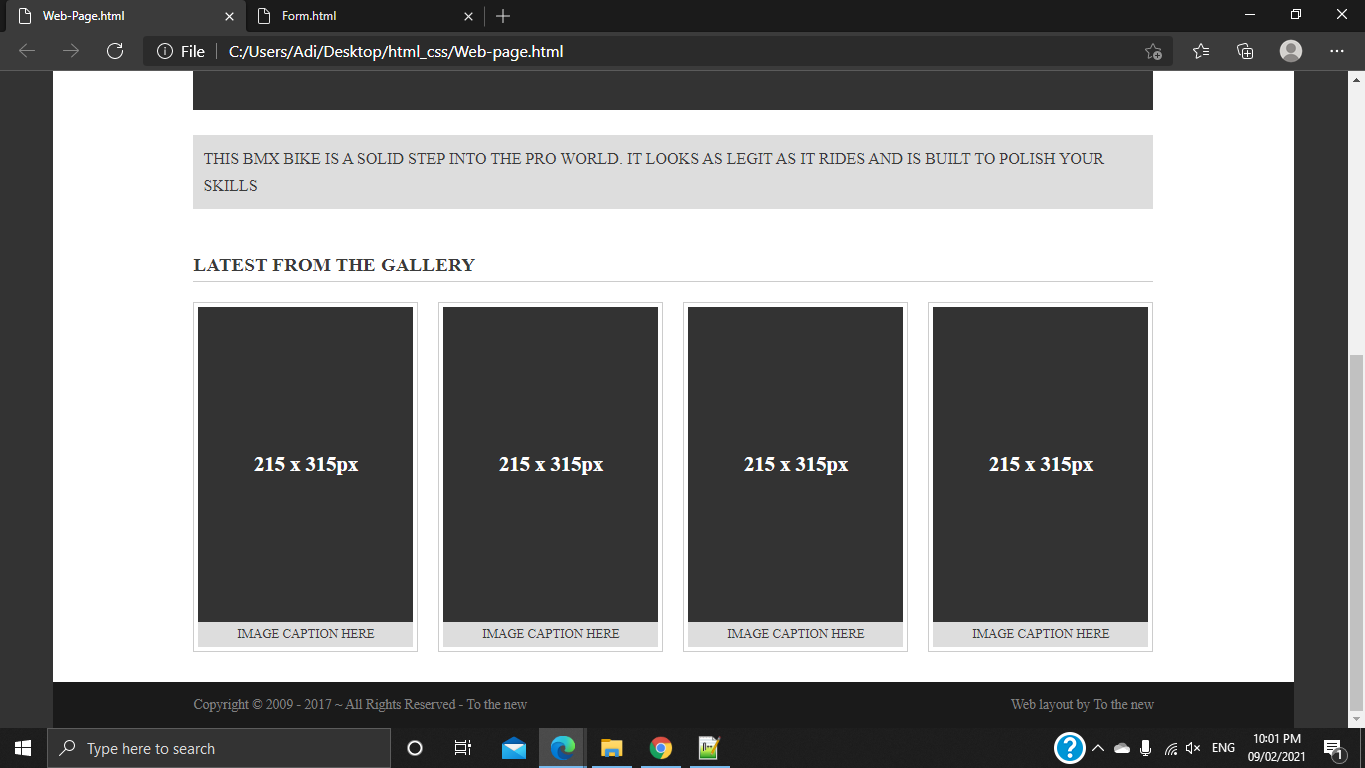 Web-Page.html
Form.html
File
C:/Users/Adi/Desktop/html_css/Web-page.html
THIS BMX BIKE IS A SOLID STEP INTO THE PRO WORLD. IT LOOKS AS LEGIT AS IT RIDES AND IS BUILT TO POLISH YOUR
SKILLS
LATEST FROM THE GALLERY
215 x 315px
215 x 315px
215 x 315px
215 x 315px
IMAGE CAPTION HERE
IMAGE CAPTION HERE
IMAGE CAPTION HERE
IMAGE CAPTION HERE
Copyright © 2009 - 2017 ~ All Rights Reserved - To the new
Web layout by To the new
Type here to search
ENG
10:01 PM
09/02/2021
1